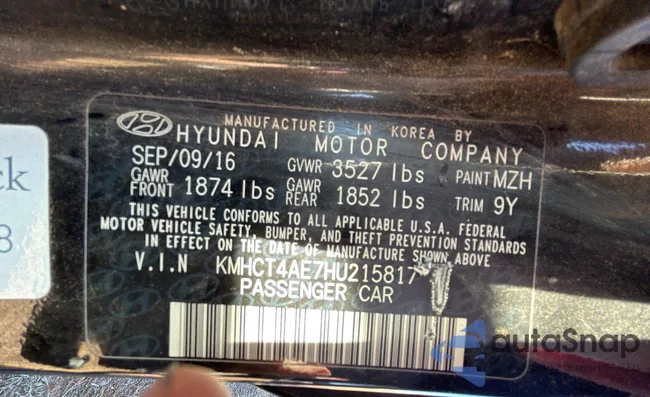 MANUFACTURED IN KOREA BY
HYUNDAI MOTOR COMPANY
SEP/09/16 GVWR 3527 lbs PAINT MZH
GAWR FRONT 1874 lbs GAWR REAR 1852 lbs TRIM 9Y
THIS VEHICLE CONFORMS TO ALL APPLICABLE U.S.A. FEDERAL
MOTOR VEHICLE SAFETY, BUMPER, AND THEFT PREVENTION STANDARDS
IN EFFECT ON THE DATE OF MANUFACTURE SHOWN ABOVE
V.I.N KMHCT4AE7HU215817
PASSENGER CAR
ck
8
autoSnap